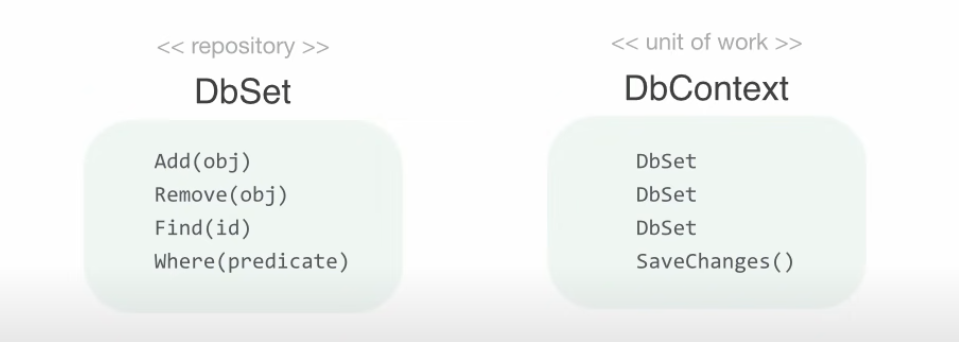 << repository >>
DbSet
Add(obj)
Remove(obj)
Find(id)
Where(predicate)
<< unit of work >>
DbContext
DbSet
DbSet
DbSet
SaveChanges()